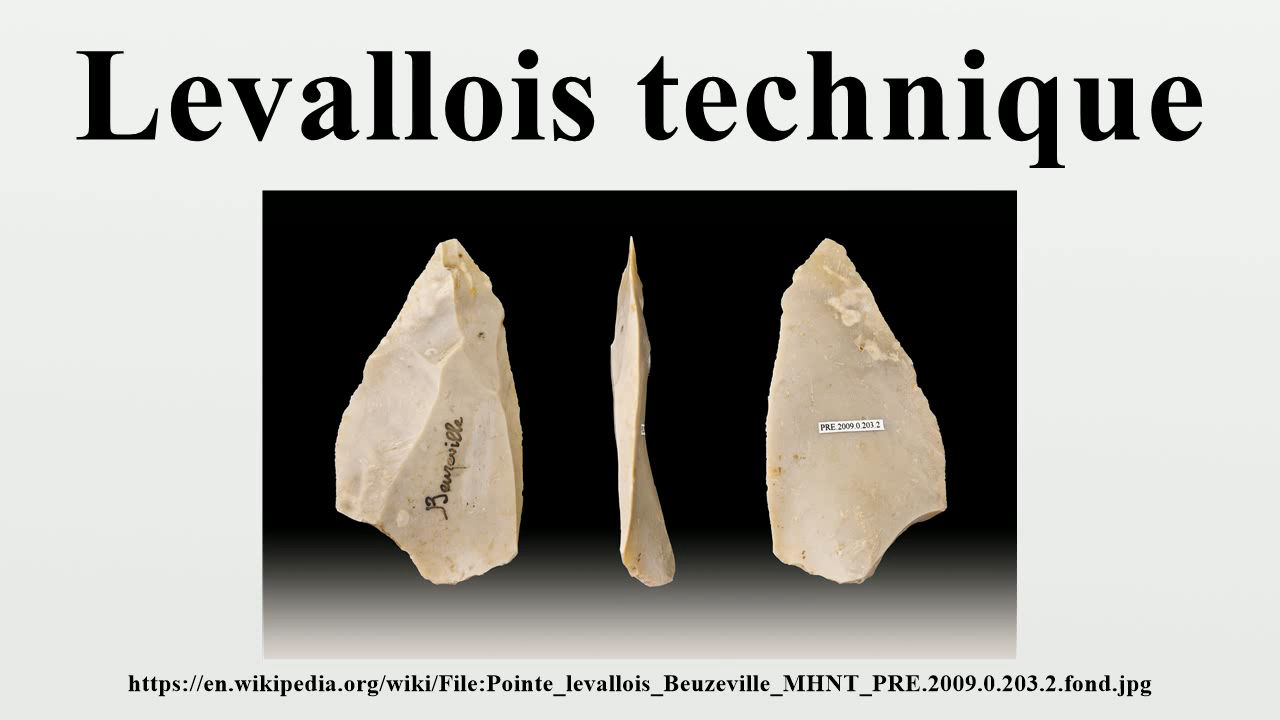 Levallois technique
Beuzeville
PRE.2009.0.203.2
https://en.wikipedia.org/wiki/File:Pointe_levallois_Beuzeville_MHNT_PRE.2009.0.203.2.fond.jpg